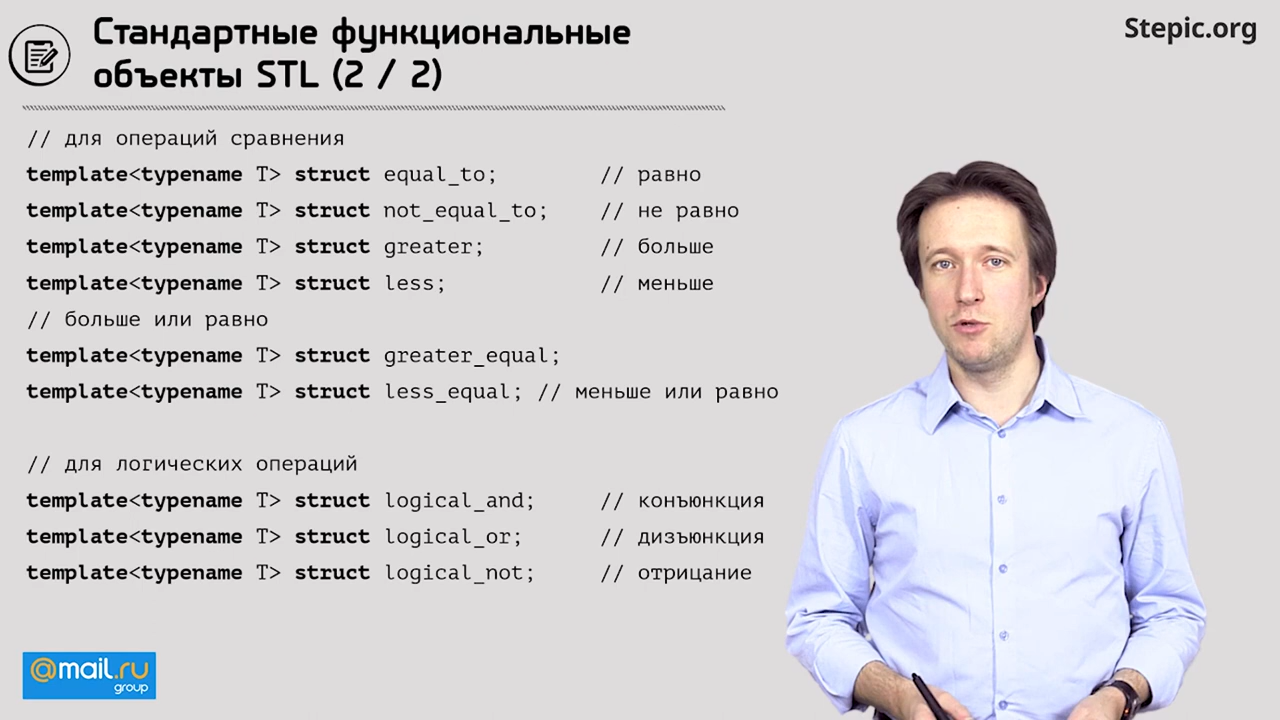 Стандартные функциональные
объекты STL (2 / 2)
Stepic.org
// для операций сравнения
template<typename T> struct equal_to; // равно
template<typename T> struct not_equal_to; // не равно
template<typename T> struct greater; // больше
template<typename T> struct less; // меньше
// больше или равно
template<typename T> struct greater_equal;
template<typename T> struct less_equal; // меньше или равно
// для логических операций
template<typename T> struct logical_and; // конъюнкция
template<typename T> struct logical_or; // дизъюнкция
template<typename T> struct logical_not; // отрицание
@mail.ru
group